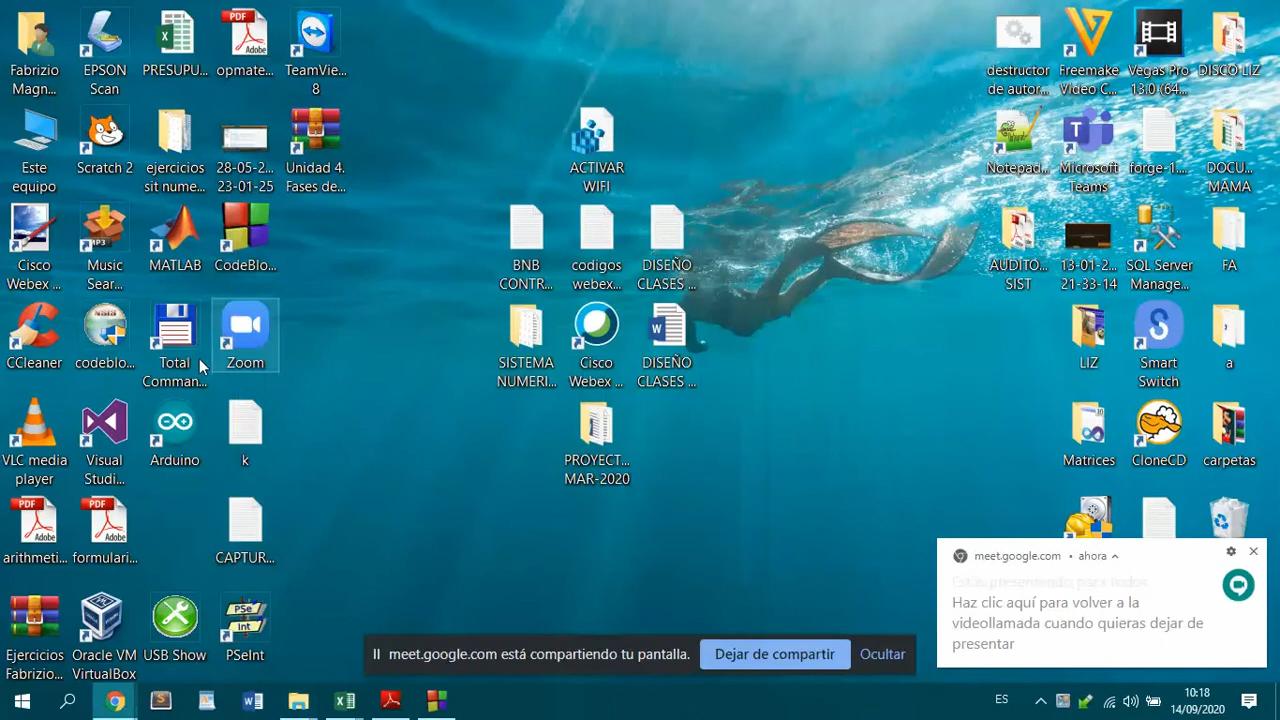 Fabrizio
Magn...
EPSON
Scan
PRESUPU...
opmate...
TeamVie...
8
Este
equipo
Scratch 2
ejercicios
sit nume...
28-05-2...
23-01-25
Unidad 4.
Fases de...
Cisco
Webex ...
Music
Sear...
MATLAB
CodeBlo...
CCleaner
codeblo...
Total
Comman...
Zoom
VLC media
player
Visual
Studi...
Arduino
k
arithmeti...
formulari...
CAPTUR...
Ejercicios
Fabrizio...
Oracle VM
VirtualBox
USB Show
PSeInt
ACTIVAR
WIFI
BNB
CONTR...
codigos
webex...
DISEÑO
CLASES ...
SISTEMA
NUMERI...
Cisco
Webex ...
DISEÑO
CLASES ...
PROYECT...
MAR-2020
destructor
de autor...
Freemake
Video C...
Vegas Pro
13.0 (64...
DISCO LIZ
Notepad...
Microsoft
Teams
forge-1....
DOCU...
MAMA
AUDITO...
SIST
13-01-2...
21-33-14
SQL Server
Manage...
FA
LIZ
Smart
Switch
a
Matrices
CloneCD
carpetas
meet.google.com • ahora
Estás presentando para todos
Haz clic aquí para volver a la
videollamada cuando quieras dejar de
presentar
meet.google.com está compartiendo tu pantalla.
Dejar de compartir
Ocultar
ES
10:18
14/09/2020